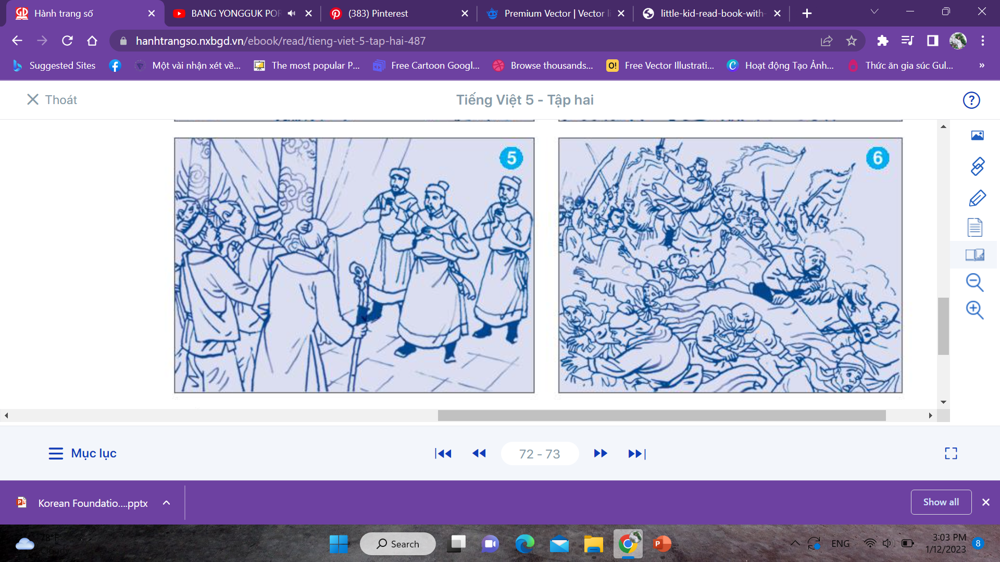 Hành trang số
BANG YONGGUK POR
(383) Pinterest
Premium Vector | Vector li
little-kid-read-book-with-
hanhtrangso.nxbgd.vn/ebook/read/tieng-viet-5-tap-hai-487
Suggested Sites
Một vài nhận xét về...
The most popular P...
Free Cartoon Googl...
Browse thousands...
O!
Free Vector Illustrati...
Hoạt động Tạo Ảnh...
Thức ăn gia súc Gul...
»
Thoát
Tiếng Việt 5 - Tập hai
?
5
6
Mục lục
72 - 73
Korean Foundatio....pptx
Show all
78°F
Cloudy
Search
ENG
3:03 PM
1/12/2023
8